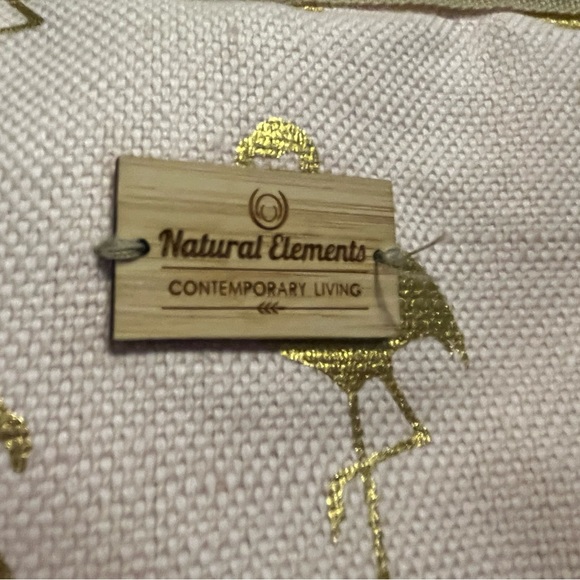 Natural Elements
CONTEMPORARY LIVING